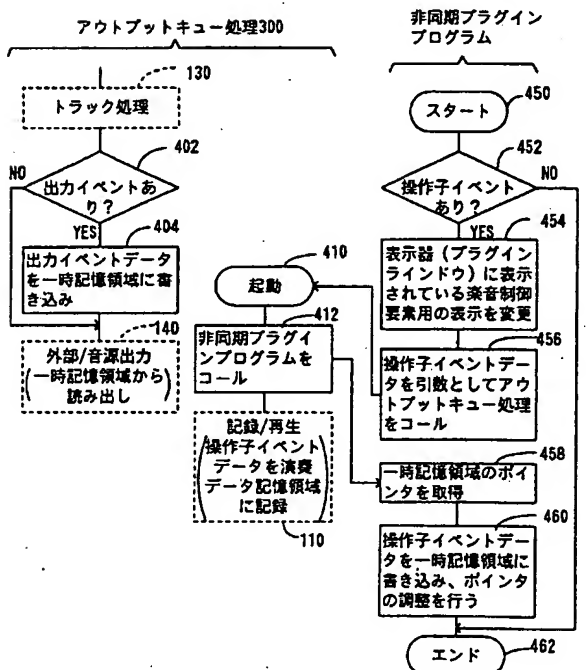 アウトプットキュー処理300
130
トラック処理
402
NO
出力イベントあ
り？
YES
404
出力イベントデータ
を一時記憶領域に書
き込み
140
外部/音源出力
(一時記憶領域から)
読み出し
410
起動
412
非同期プラグイ
ンプログラムを
コール
記録/再生
(操作子イベント
データを演奏
データ記憶領域
に記録)
110
非同期プラグイン
プログラム
450
スタート
452
NO
操作子イベント
あり？
YES
454
表示器（プラグイン
ラインドウ）に表示
されている楽音制御
要素用の表示を変更
456
操作子イベントデー
タを引数としてアウ
トプットキュー処理
をコール
458
一時記憶領域のポイ
ンタを取得
460
操作子イベントデー
タを一時記憶領域に
書き込み、ポインタ
の調整を行う
エンド
462